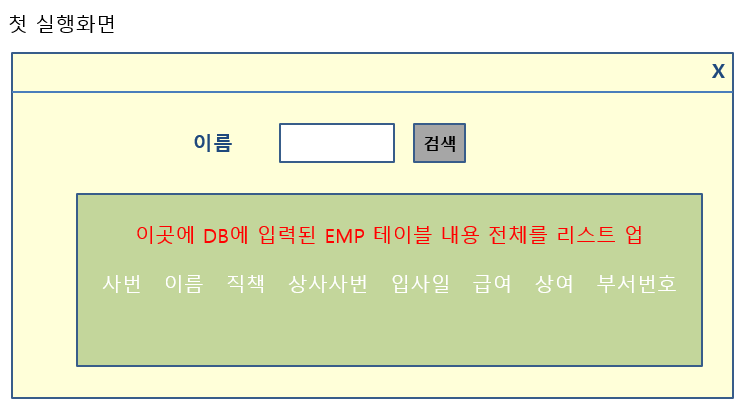 첫 실행화면
X
이름 검색
이곳에 DB에 입력된 EMP 테이블 내용 전체를 리스트 업
사번 이름 직책 상사사번 입사일 급여 상여 부서번호